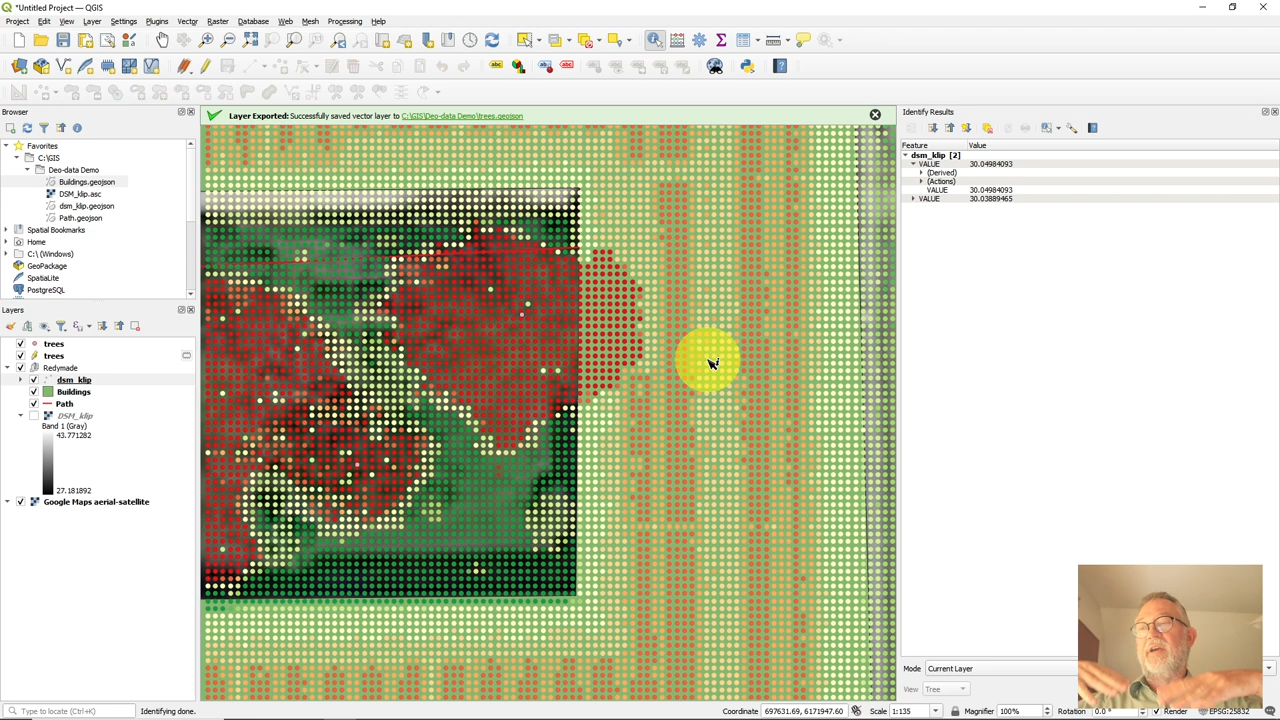 *Untitled Project — QGIS
Project Edit View Layer Settings Plugins Vector Raster Database Web Mesh Processing Help
Browser
Favorites
C:\GIS
Deo-data Demo
Buildings.geojson
DSM_klip.asc
dsm_klip.geojson
Path.geojson
Spatial Bookmarks
Home
C:\ (Windows)
GeoPackage
SpatiaLite
PostgreSQL
Layers
trees
trees
Redymade
dsm_klip
Buildings
Path
DSM_klip
Band 1 (Gray)
43.771282
27.181892
Google Maps aerial-satellite
Layer Exported: Successfully saved vector layer to C:\GIS\Deo-data Demo\trees.geojson
Identify Results
Feature Value
dsm_klip [2]
VALUE 30.04984093
(Derived)
(Actions)
VALUE 30.04984093
VALUE 30.03889465
Mode Current Layer
View Tree
Type to locate (Ctrl+K) Identifying done. Coordinate 697631.69, 6171947.60 Scale 1:135 Magnifier 100% Rotation 0.0 ° Render EPSG:25832